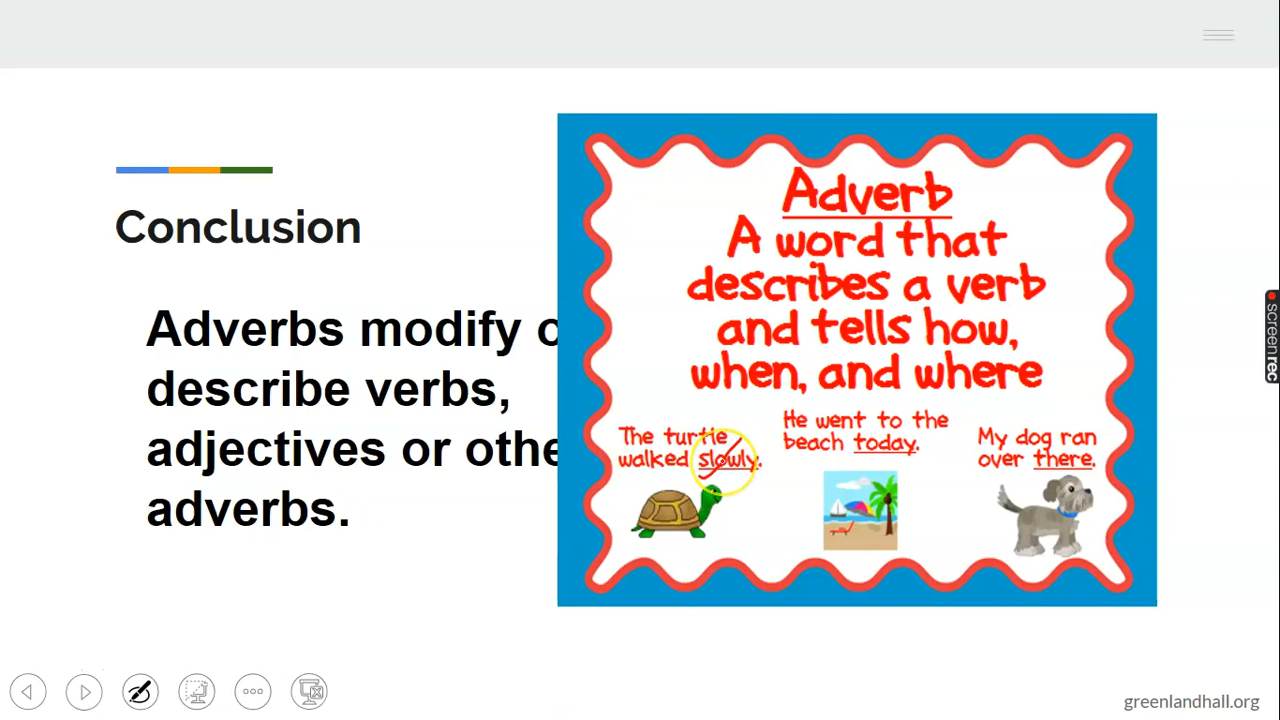 Conclusion
Adverbs modify o
describe verbs,
adjectives or othe
adverbs.
Adverb
A word that
describes a verb
and tells how,
when, and where
The turtle
walked slowly.
He went to the
beach today.
My dog ran
over there.
screenrec
greenlandhall.org